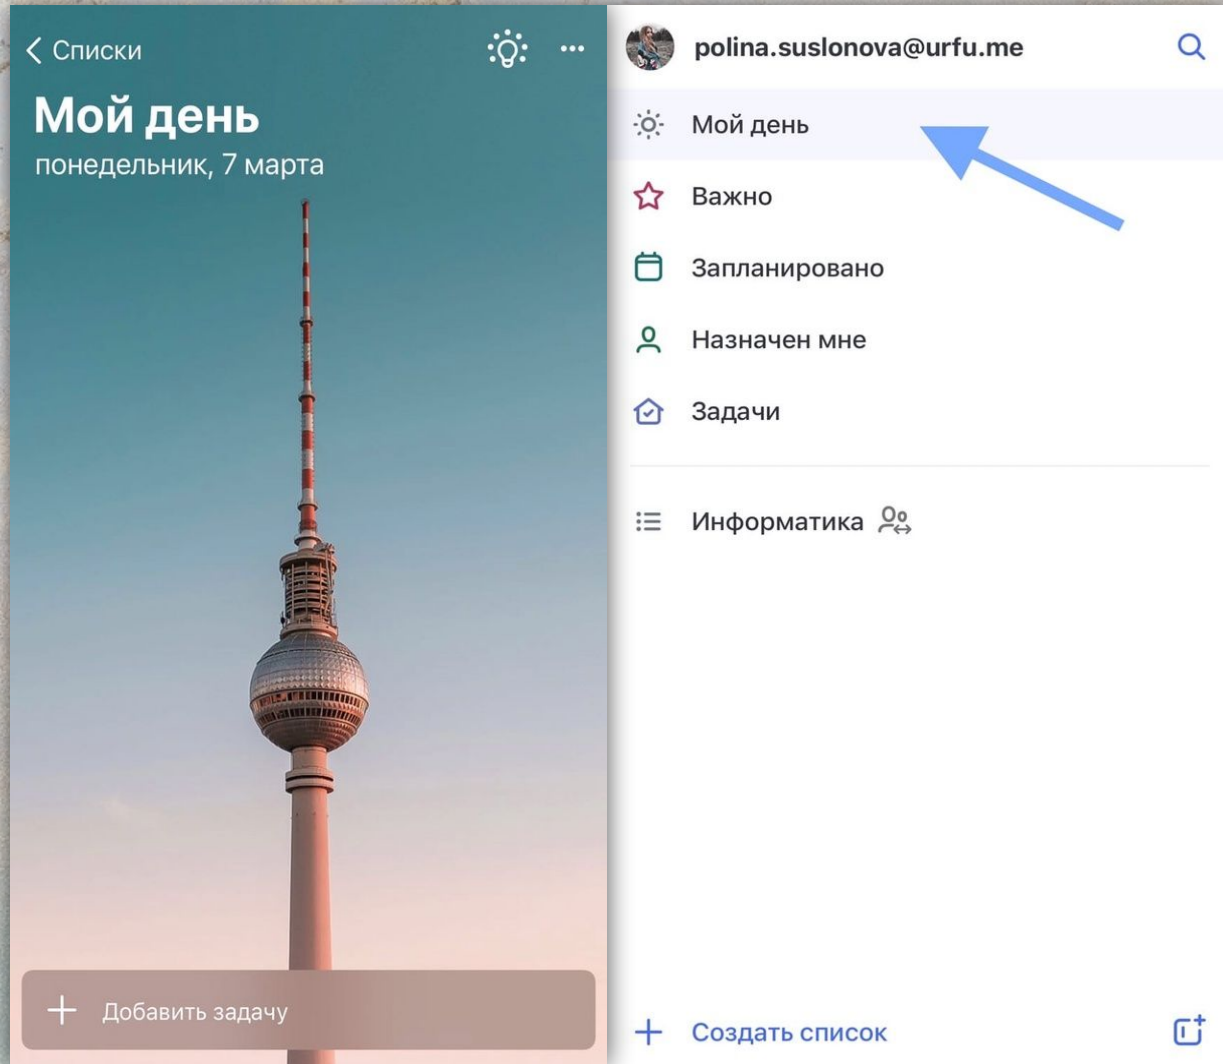 Списки
Мой день
понедельник, 7 марта
Добавить задачу
polina.suslonova@urfu.me
Мой день
Важно
Запланировано
Назначен мне
Задачи
Информатика
Создать список